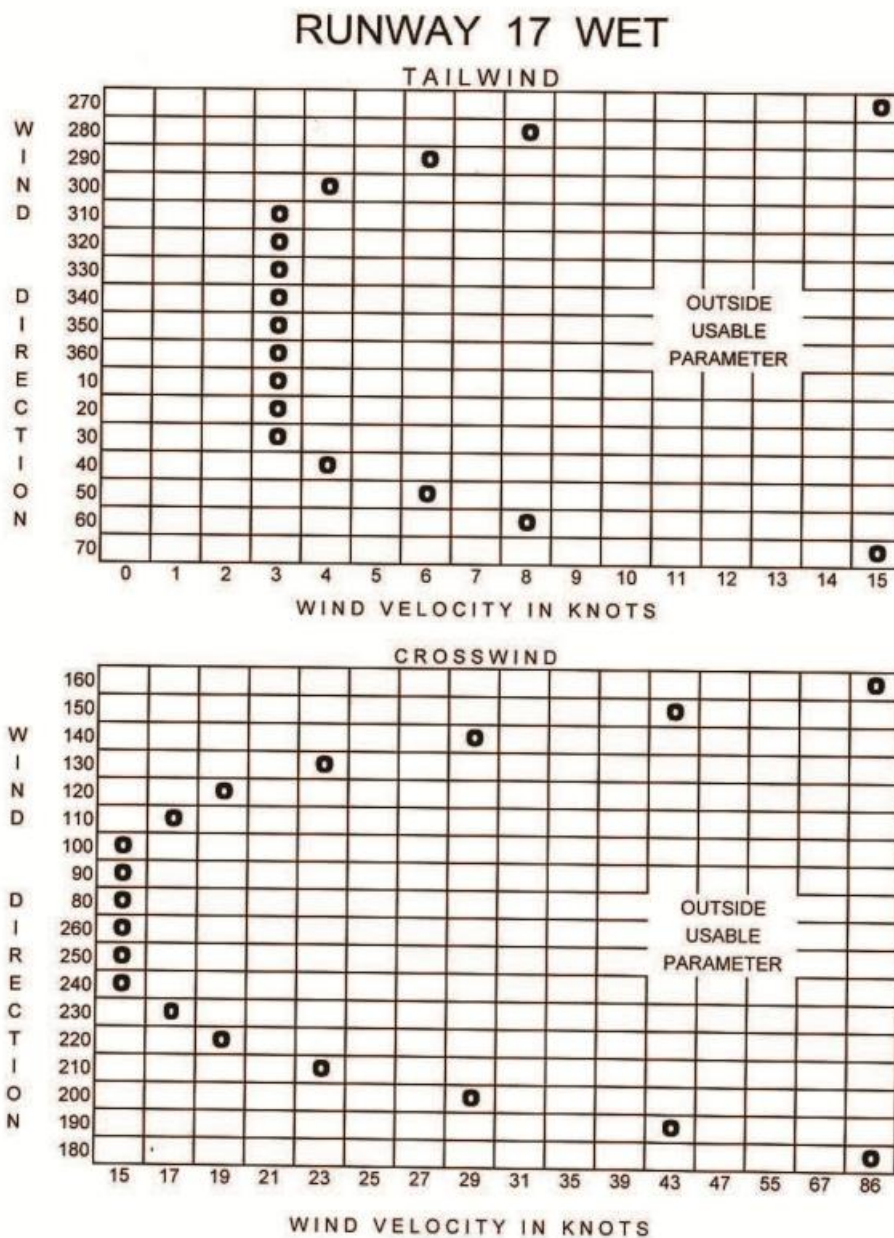 RUNWAY 17 WET
TAILWIND
WIND DIRECTION
270
280
290
300
310
320
330
340
350
360
10
20
30
40
50
60
70
OUTSIDE
USABLE
PARAMETER
0 1 2 3 4 5 6 7 8 9 10 11 12 13 14 15
WIND VELOCITY IN KNOTS
CROSSWIND
WIND DIRECTION
160
150
140
130
120
110
100
90
80
260
250
240
230
220
210
200
190
180
OUTSIDE
USABLE
PARAMETER
15 17 19 21 23 25 27 29 31 35 39 43 47 55 67 86
WIND VELOCITY IN KNOTS